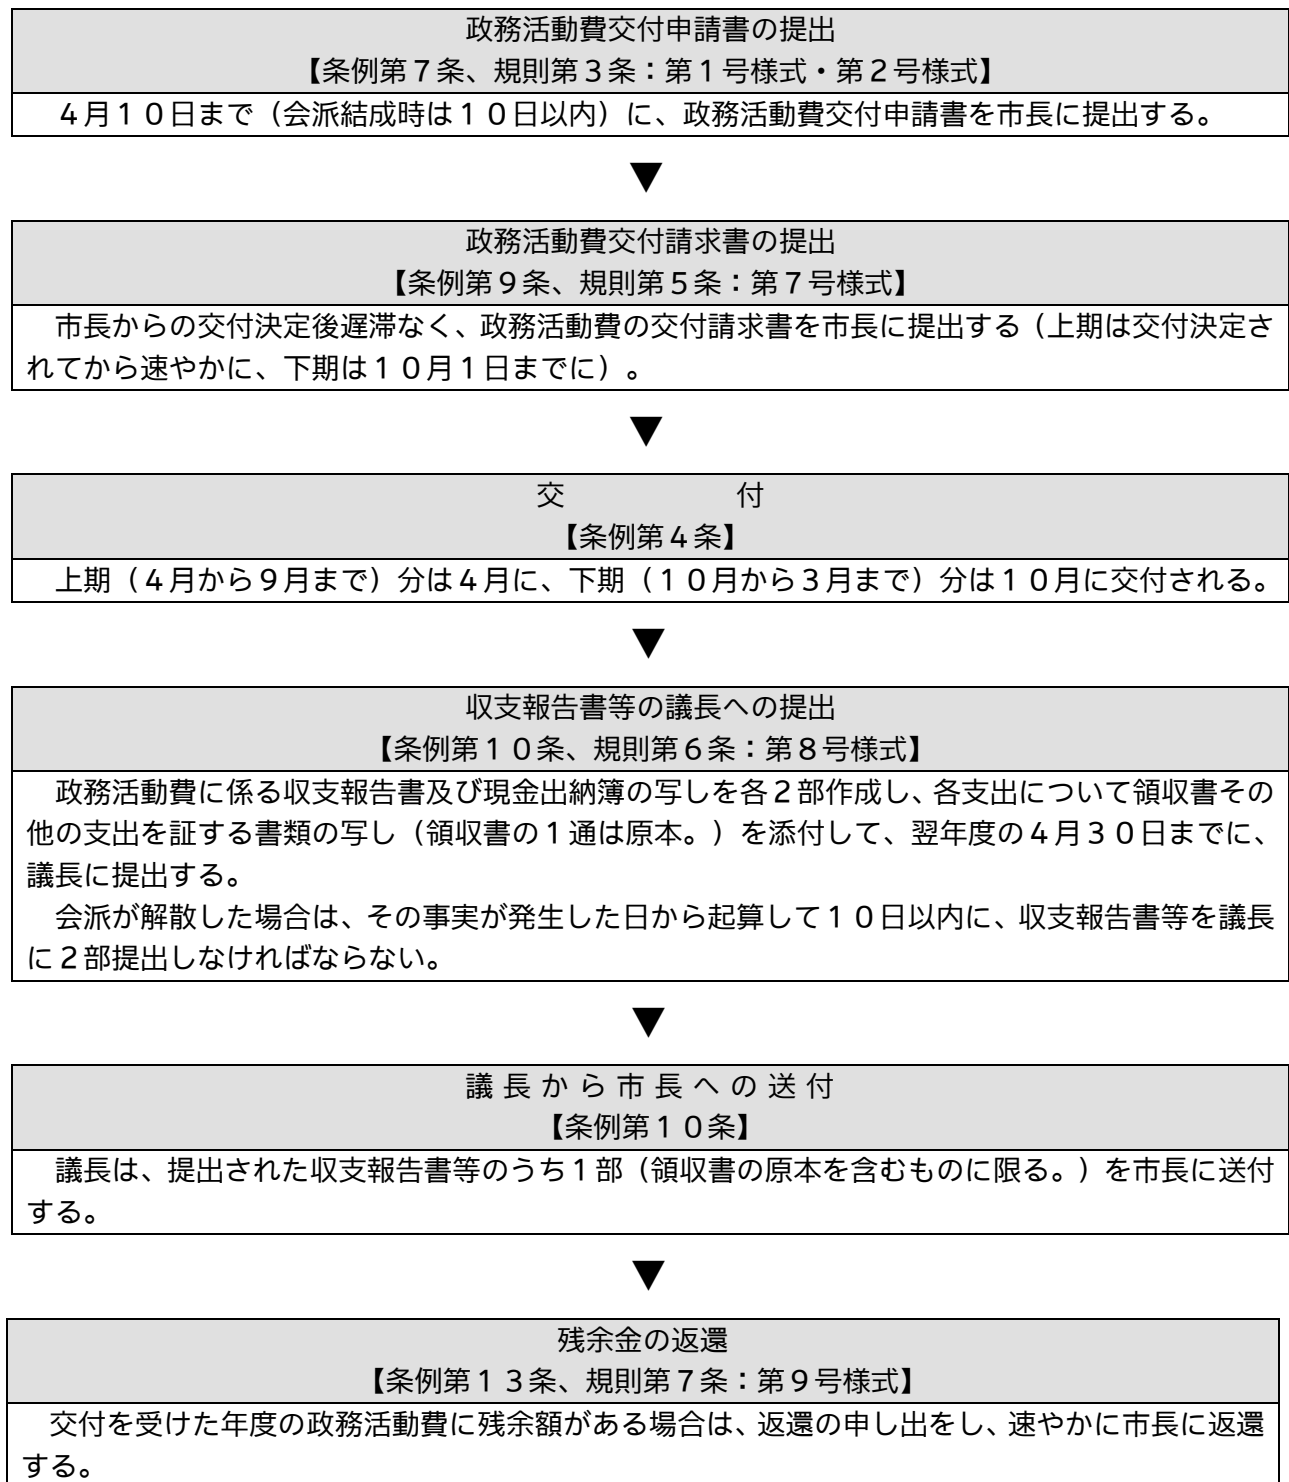 政務活動費交付申請書の提出
【条例第７条、規則第３条：第１号様式・第２号様式】
４月１０日まで（会派結成時は１０日以内）に、政務活動費交付申請書を市長に提出する。
▼
政務活動費交付請求書の提出
【条例第９条、規則第５条：第７号様式】
市長からの交付決定後遅滞なく、政務活動費の交付請求書を市長に提出する（上期は交付決定さ
れてから速やかに、下期は１０月１日までに）。
▼
交　　　　　　付
【条例第４条】
上期（４月から９月まで）分は４月に、下期（１０月から３月まで）分は１０月に交付される。
▼
収支報告書等の議長への提出
【条例第１０条、規則第６条：第８号様式】
政務活動費に係る収支報告書及び現金出納簿の写しを各２部作成し、各支出について領収書その
他の支出を証する書類の写し（領収書の１通は原本。）を添付して、翌年度の４月３０日までに、
議長に提出する。
会派が解散した場合は、その事実が発生した日から起算して１０日以内に、収支報告書等を議長
に２部提出しなければならない。
▼
議 長 か ら 市 長 へ の 送 付
【条例第１０条】
議長は、提出された収支報告書等のうち１部（領収書の原本を含むものに限る。）を市長に送付
する。
▼
残余金の返還
【条例第１３条、規則第７条：第９号様式】
交付を受けた年度の政務活動費に残余額がある場合は、返還の申し出をし、速やかに市長に返還
する。